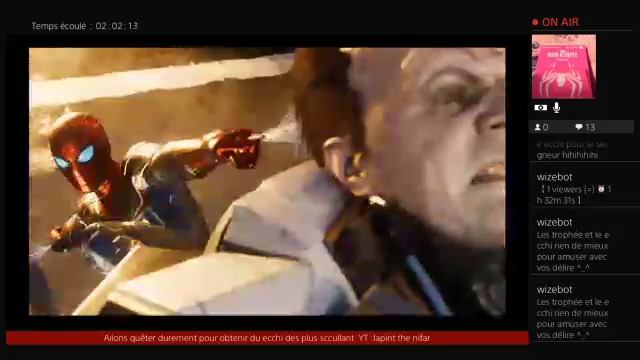 Temps écoulé : 02:02:13
ON AIR
0 13
e ecchi pour le sei
gneur hihihihihi
wizebot
【 1 viewers (=) ⏰ 1
h 32m 31s 】
wizebot
Les trophée et le e
cchi rien de mieux
pour amuser avec
vos délire ^_^
wizebot
Les trophée et le e
cchi rien de mieux
pour amuser avec
vos délire ^_^
Allons quêter durement pour obtenir du ecchi des plus sccullant YT :lapint the nifar